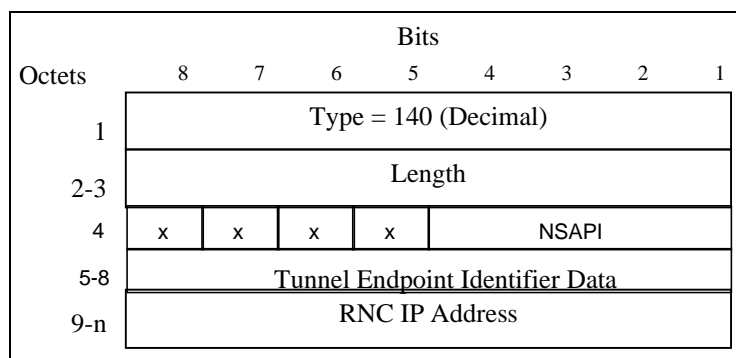 Bits
Octets 8 7 6 5 4 3 2 1
1 Type = 140 (Decimal)
2-3 Length
4 x x x x NSAPI
5-8 Tunnel Endpoint Identifier Data
9-n RNC IP Address